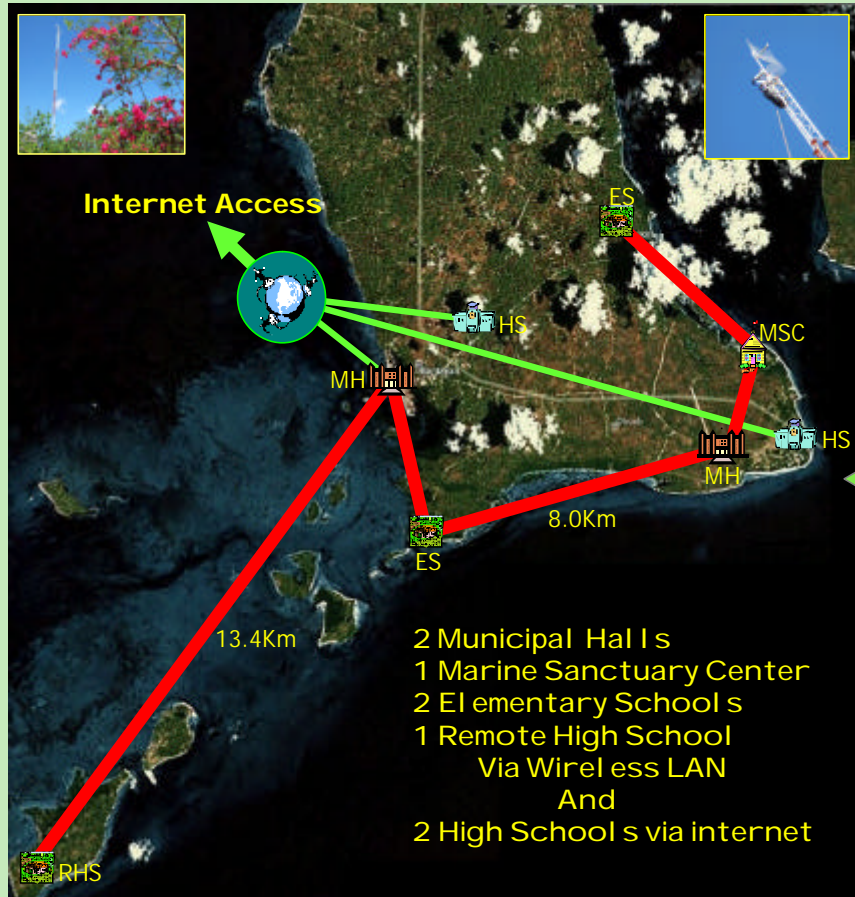 Internet Access
ES
HS
MSC
MH
HS
MH
8.0Km
ES
13.4Km
2 Municipal Halls
1 Marine Sanctuary Center
2 Elementary Schools
1 Remote High School
Via Wireless LAN
And
2 High Schools via internet
RHS